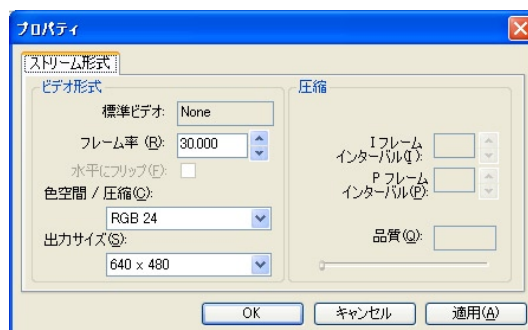 プロパティ
ストリーム形式
ビデオ形式
標準ビデオ: None
フレーム率 (R): 30.000
水平にフリップ(F):
色空間 / 圧縮(C):
RGB 24
出力サイズ(S):
640 x 480
圧縮
I フレーム
インターバル(I):
P フレーム
インターバル(P):
品質(Q):
OK
キャンセル
適用(A)